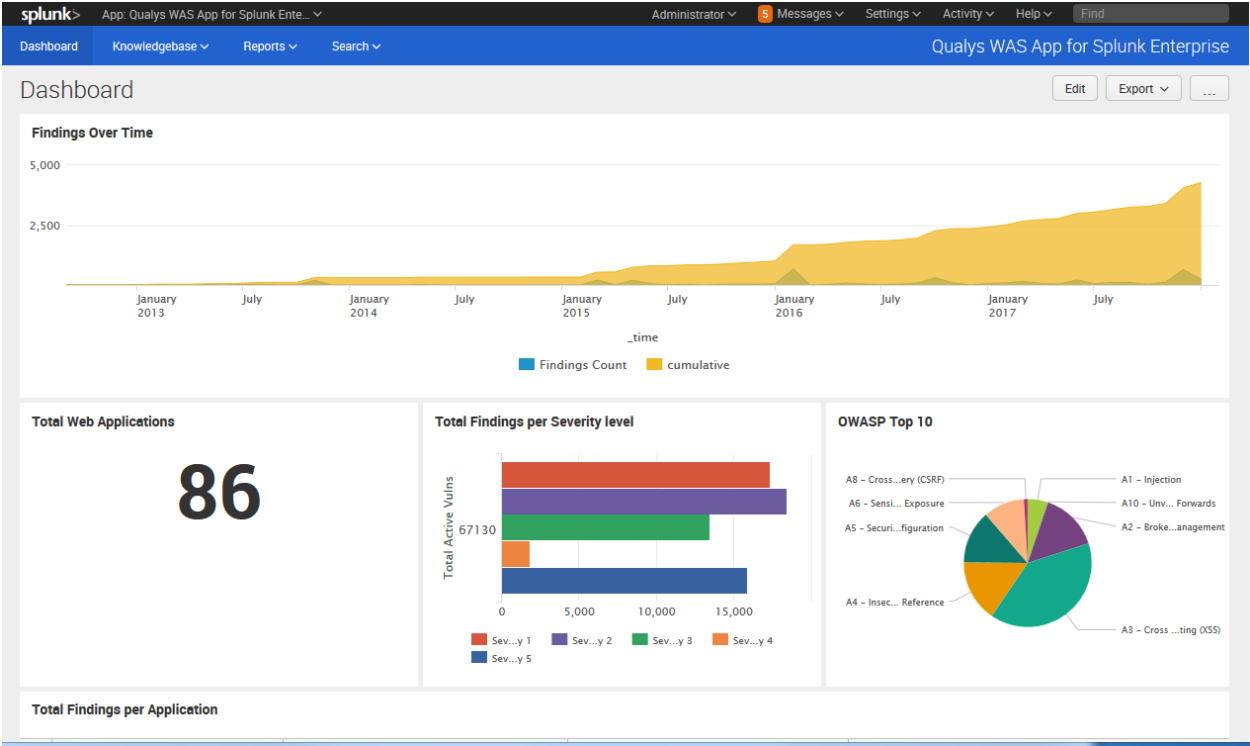 splunk> App: Qualys WAS App for Splunk Ente... Administrator 5 Messages Settings Activity Help Find
Dashboard Knowledgebase Reports Search Qualys WAS App for Splunk Enterprise
Dashboard Edit Export ...
Findings Over Time
5,000
2,500
January July January July January July January July January July
2013 2014 2015 2016 2017
_time
Findings Count cumulative
Total Web Applications
86
Total Findings per Severity level
Total Active Vulns
67130
0 5,000 10,000 15,000
Sev...y 1 Sev...y 2 Sev...y 3 Sev...y 4
Sev...y 5
OWASP Top 10
A8 - Cross...ery (CSRF) A1 - Injection
A6 - Sensi... Exposure A10 - Unv... Forwards
A5 - Securi...figuration A2 - Broke...anagement
A4 - Insec... Reference
A3 - Cross ...ting (XSS)
Total Findings per Application